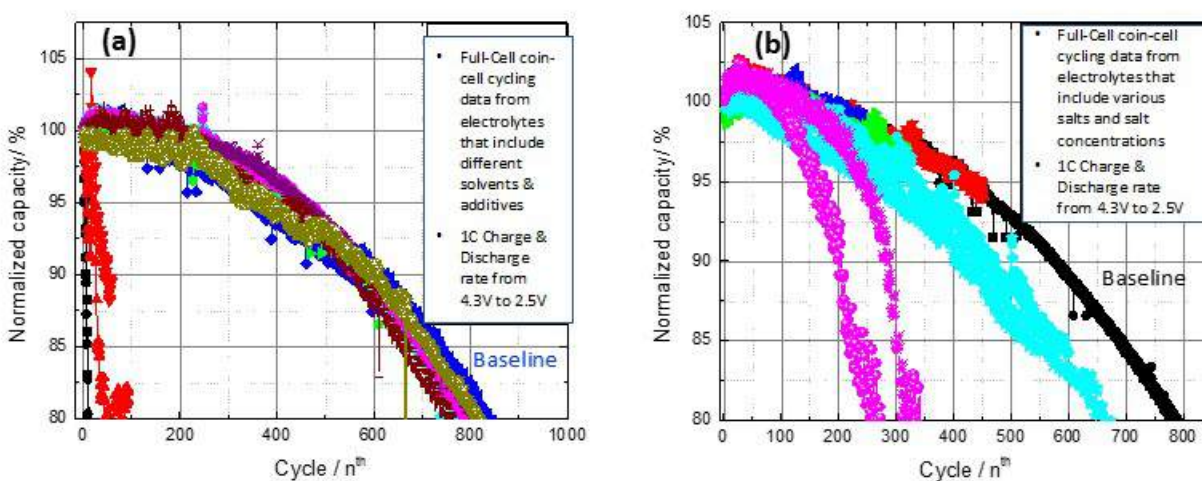 (a)
105
100
95
90
85
80
Normalized capacity/ %
0
200
400
600
800
1000
Cycle / nth
• Full-Cell coin-
cell cycling
data from
electrolytes
that include
different
solvents &
additives
• 1C Charge &
Discharge
rate from
4.3V to 2.5V
Baseline
(b)
105
100
95
90
85
80
Normalized capacity/ %
0
100
200
300
400
500
600
700
800
Cycle / nth
• Full-Cell coin-cell
cycling data from
electrolytes that
include various
salts and salt
concentrations
• 1C Charge &
Discharge rate
from 4.3V to 2.5V
Baseline